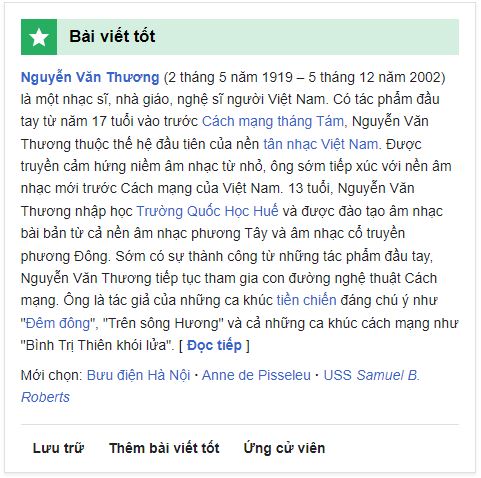 Bài viết tốt
Nguyễn Văn Thương (2 tháng 5 năm 1919 – 5 tháng 12 năm 2002)
là một nhạc sĩ, nhà giáo, nghệ sĩ người Việt Nam. Có tác phẩm đầu
tay từ năm 17 tuổi vào trước Cách mạng tháng Tám, Nguyễn Văn
Thương thuộc thế hệ đầu tiên của nền tân nhạc Việt Nam. Được
truyền cảm hứng niềm âm nhạc từ nhỏ, ông sớm tiếp xúc với nền âm
nhạc mới trước Cách mạng của Việt Nam. 13 tuổi, Nguyễn Văn
Thương nhập học Trường Quốc Học Huế và được đào tạo âm nhạc
bài bản từ cả nền âm nhạc phương Tây và âm nhạc cổ truyền
phương Đông. Sớm có sự thành công từ những tác phẩm đầu tay,
Nguyễn Văn Thương tiếp tục tham gia con đường nghệ thuật Cách
mạng. Ông là tác giả của những ca khúc tiền chiến đáng chú ý như
"Đêm đông", "Trên sông Hương" và cả những ca khúc cách mạng như
"Bình Trị Thiên khói lửa". [ Đọc tiếp ]
Mới chọn: Bưu điện Hà Nội · Anne de Pisseleu · USS Samuel B.
Roberts
Lưu trữ Thêm bài viết tốt Ứng cử viên